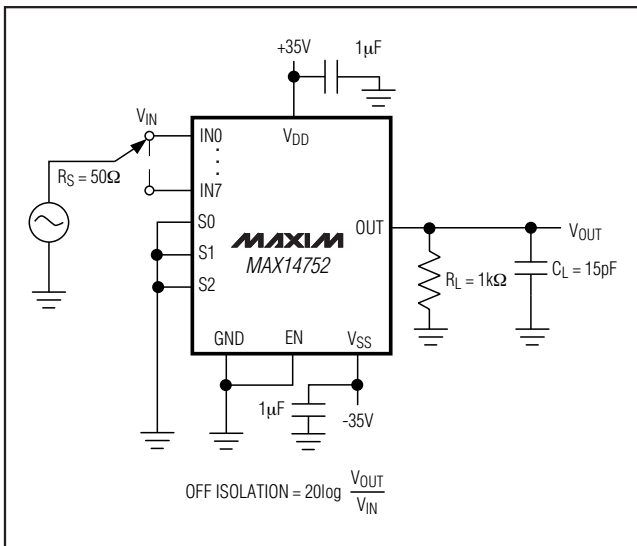 +35V
1µF
V_IN
IN0
V_DD
R_S = 50Ω
IN7
S0
OUT
V_OUT
S1
MAXIM
MAX14752
S2
R_L = 1kΩ
C_L = 15pF
GND
EN
V_SS
1µF
-35V
OFF ISOLATION = 20log V_OUT
V_IN